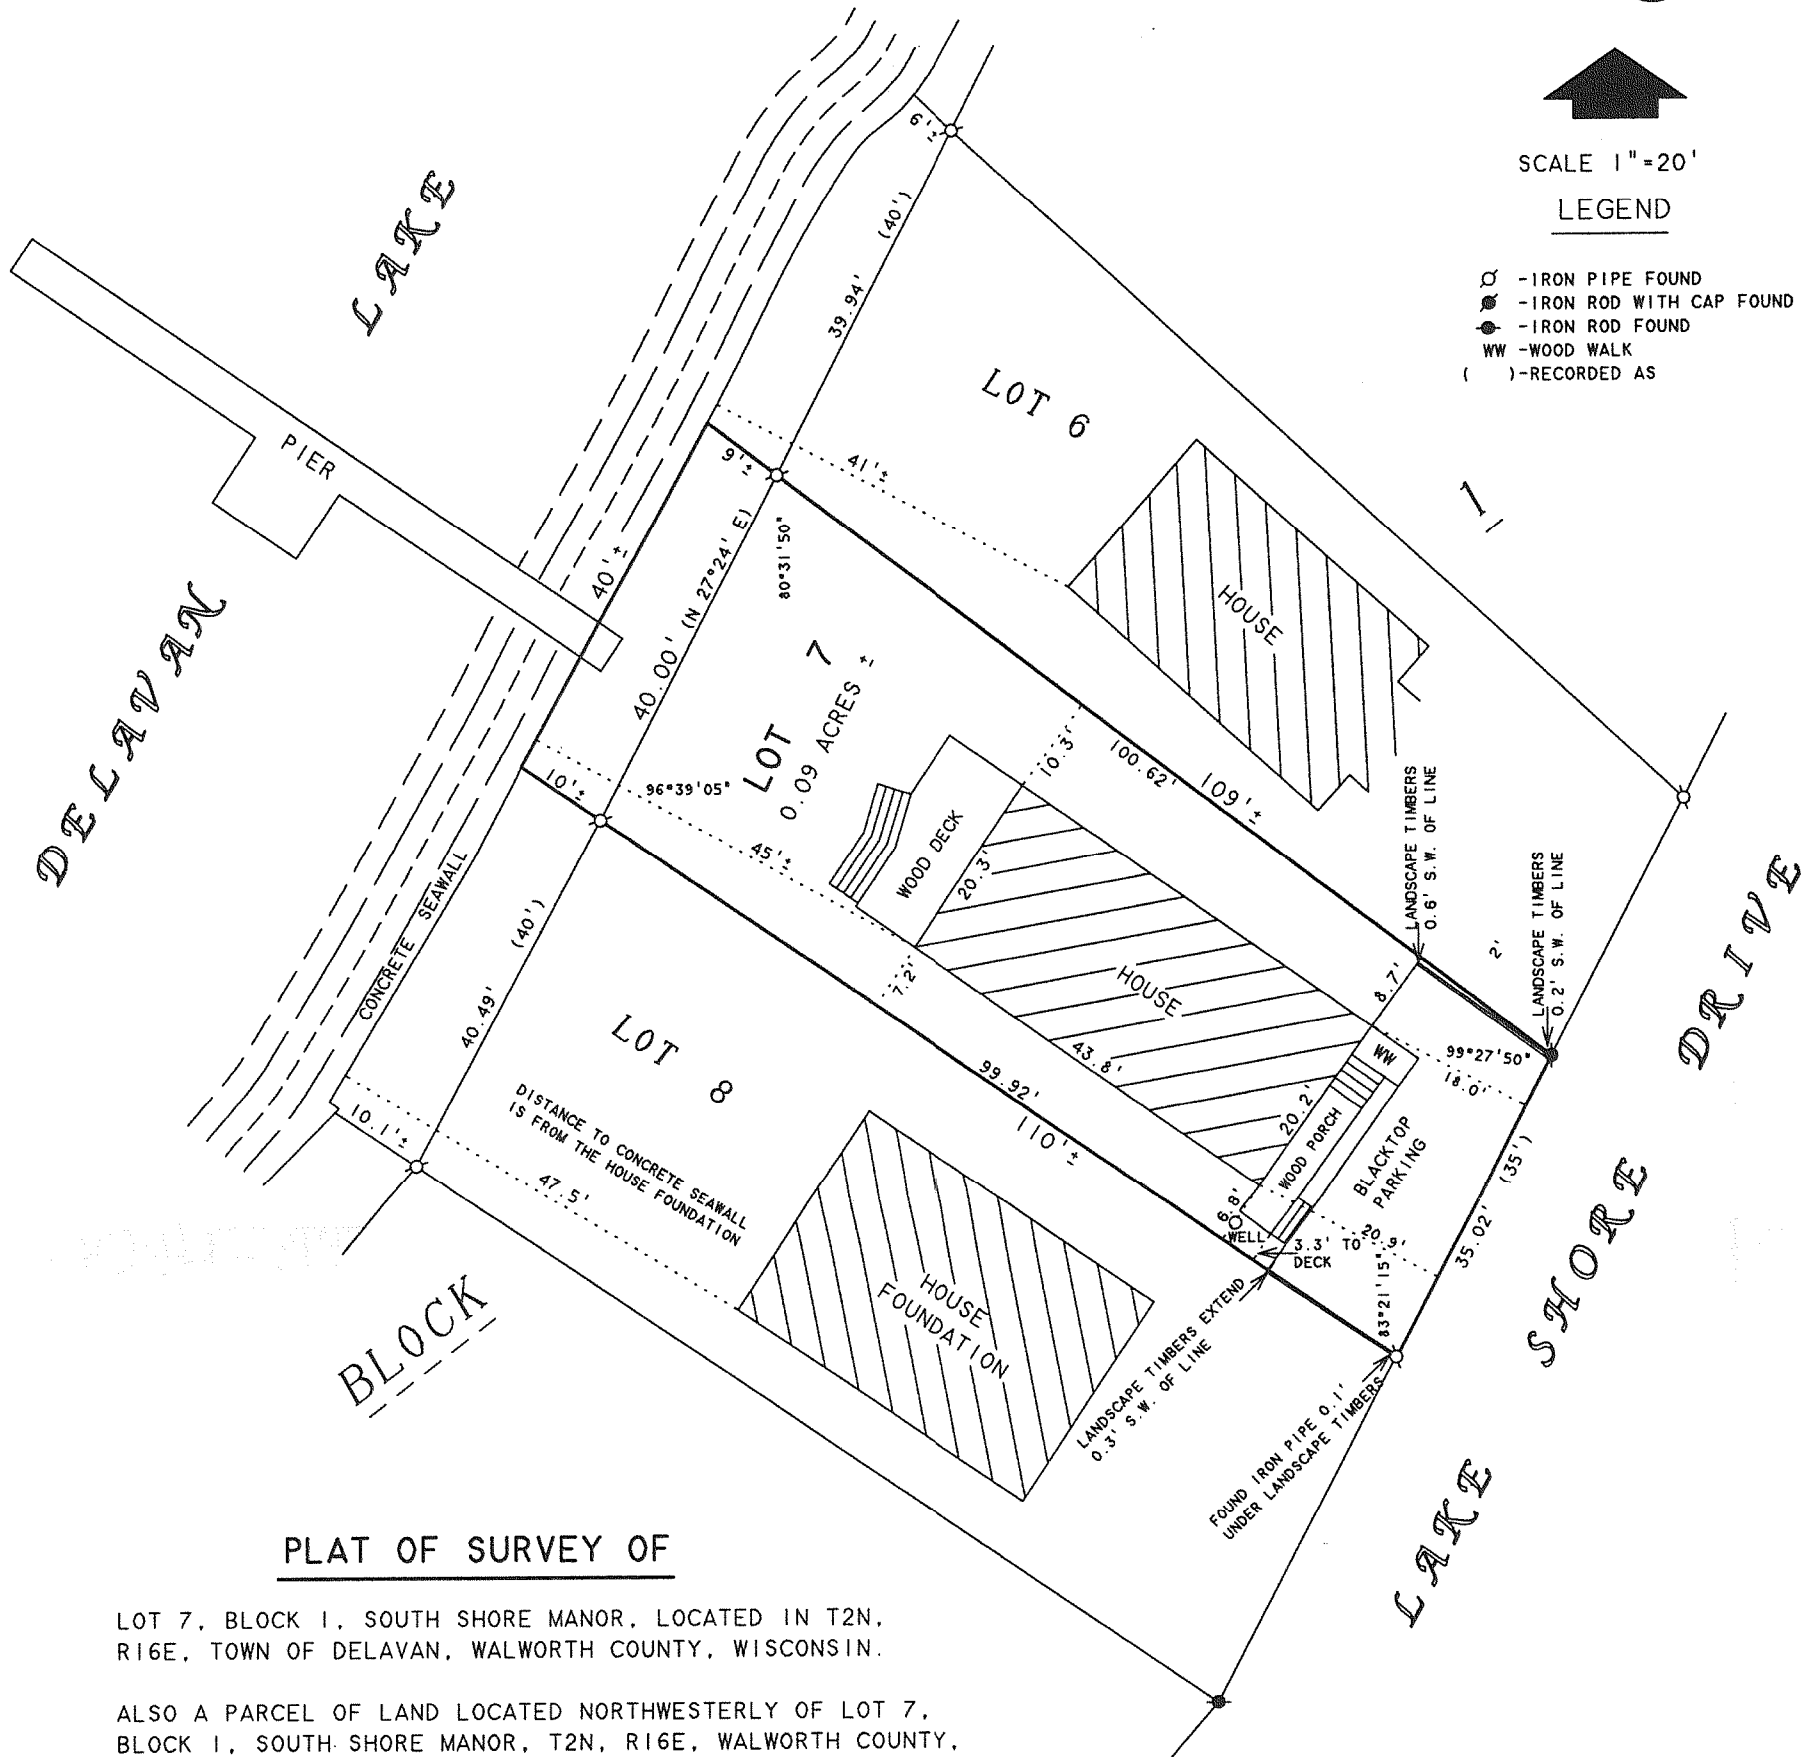 SCALE 1"=20'
LEGEND
-IRON PIPE FOUND
-IRON ROD WITH CAP FOUND
-IRON ROD FOUND
WW -WOOD WALK
( )-RECORDED AS
LAKE
DELAVAN
PIER
CONCRETE SEAWALL
6'±
(40')
39.94'
LOT 6
41'±
9'±
HOUSE
1
80°31'50"
40'±
40.00' (N 27°24' E)
LOT 7
0.09 ACRES ±
10'±
96°39'05"
45'±
WOOD DECK
20.3'
10.3'
100.62'
109'±
LANDSCAPE TIMBERS
0.6' S.W. OF LINE
LANDSCAPE TIMBERS
0.2' S.W. OF LINE
2'
8.7'
HOUSE
7.2'
43.8'
99.92'
110'±
WW
99°27'50"
18.0'
20.2'
WOOD PORCH
BLACKTOP
PARKING
(35')
35.02'
6.8'
WELL
3.3' TO
DECK
20.9'
83°21'15"
LANDSCAPE TIMBERS EXTEND
0.3' S.W. OF LINE
FOUND IRON PIPE 0.1'
UNDER LANDSCAPE TIMBERS
LAKE SHORE DRIVE
(40')
40.49'
LOT 8
DISTANCE TO CONCRETE SEAWALL
IS FROM THE HOUSE FOUNDATION
10.1'±
47.5'
HOUSE
FOUNDATION
BLOCK
PLAT OF SURVEY OF
LOT 7, BLOCK 1, SOUTH SHORE MANOR, LOCATED IN T2N,
R16E, TOWN OF DELAVAN, WALWORTH COUNTY, WISCONSIN.
ALSO A PARCEL OF LAND LOCATED NORTHWESTERLY OF LOT 7,
BLOCK 1, SOUTH SHORE MANOR, T2N, R16E, WALWORTH COUNTY,